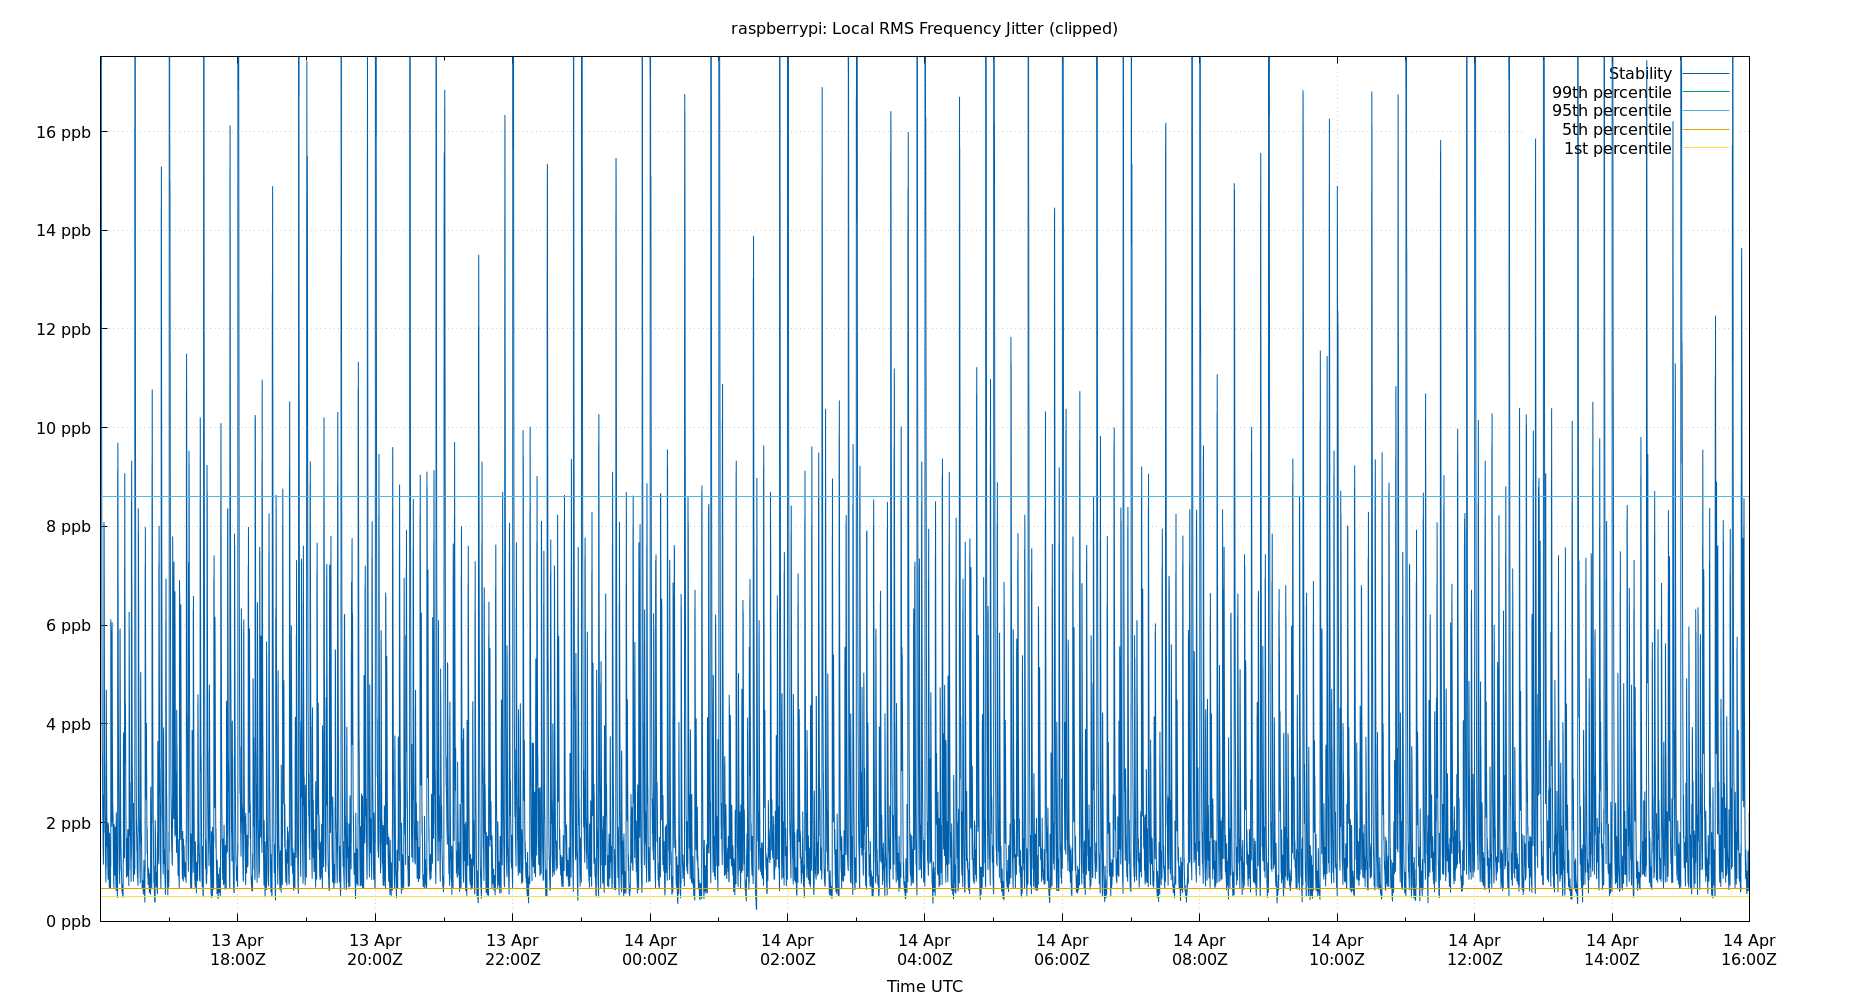 raspberrypi: Local RMS Frequency Jitter (clipped)
Stability
99th percentile
95th percentile
5th percentile
1st percentile
16 ppb
14 ppb
12 ppb
10 ppb
8 ppb
6 ppb
4 ppb
2 ppb
0 ppb
13 Apr 13 Apr 13 Apr 14 Apr 14 Apr 14 Apr 14 Apr 14 Apr 14 Apr 14 Apr 14 Apr 14 Apr
18:00Z 20:00Z 22:00Z 00:00Z 02:00Z 04:00Z 06:00Z 08:00Z 10:00Z 12:00Z 14:00Z 16:00Z
Time UTC